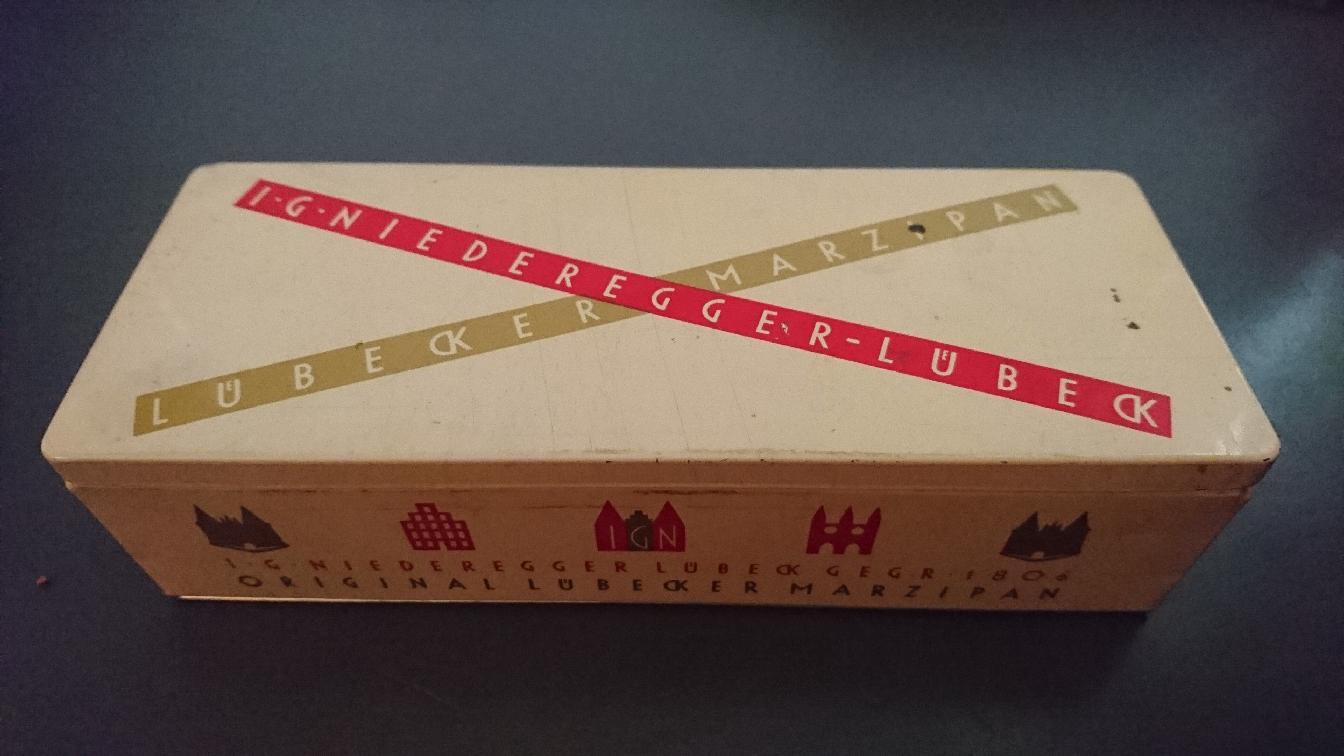 I·G·NIEDEREGGER-LÜBECK
LÜBECKER MARZIPAN
IGN
I·G·NIEDEREGGER LÜBECK GEGR·1806
ORIGINAL LÜBECKER MARZIPAN